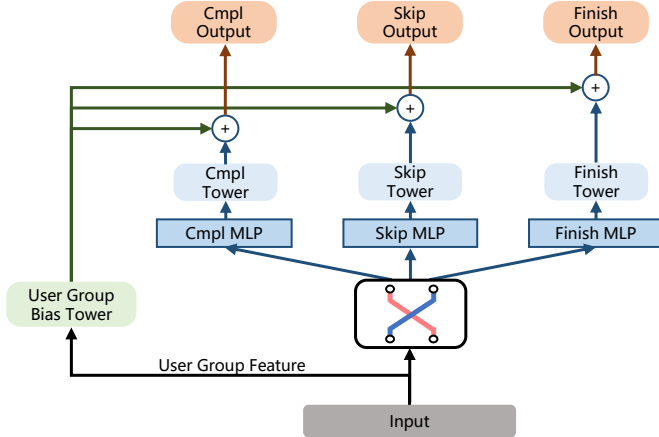 Cmpl
Output
Skip
Output
Finish
Output
+
+
+
Cmpl
Tower
Skip
Tower
Finish
Tower
Cmpl MLP
Skip MLP
Finish MLP
User Group
Bias Tower
User Group Feature
Input